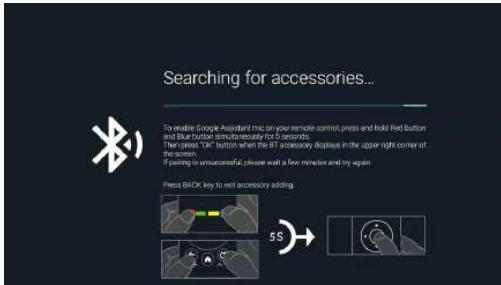 Searching for accessories...
To enable Google Assistant mic on your remote control, press and hold Red button
and Blue button simultaneously for 5 seconds.
Then press "OK" button when the BT accessory displays in the upper right corner of
the screen.
If pairing is unsuccessful, please wait a few minutes and try again.
Press BACK key to exit accessory adding.
5S